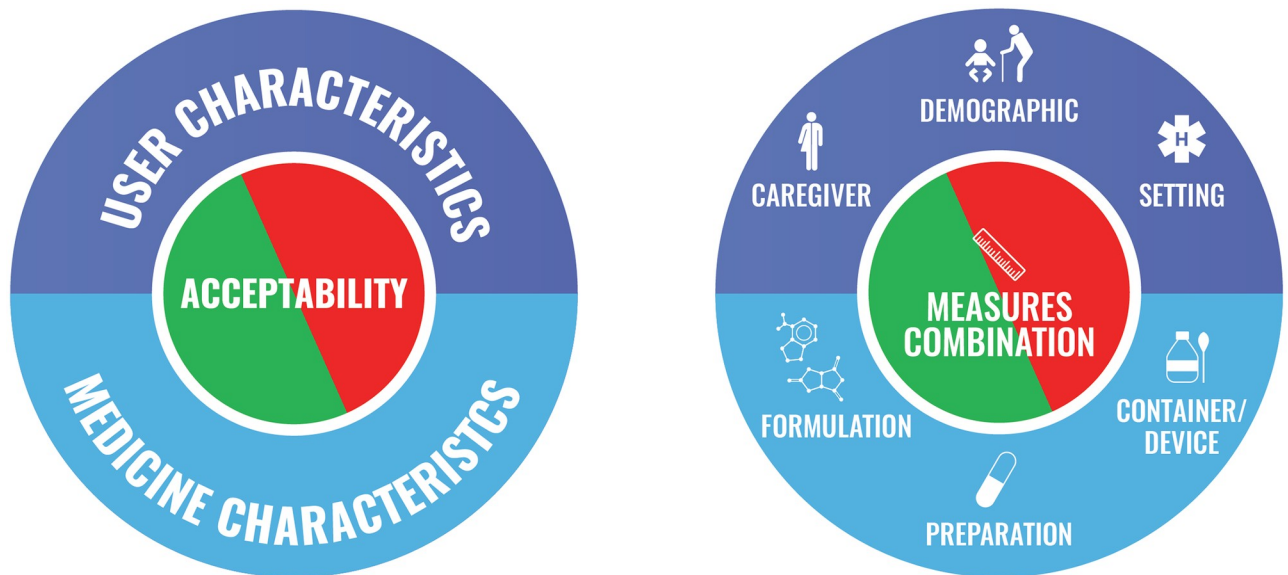 USER CHARACTERISTICS
ACCEPTABILITY
MEDICINE CHARACTERISTCS
DEMOGRAPHIC
CAREGIVER
H
SETTING
MEASURES
COMBINATION
FORMULATION
CONTAINER/
DEVICE
PREPARATION